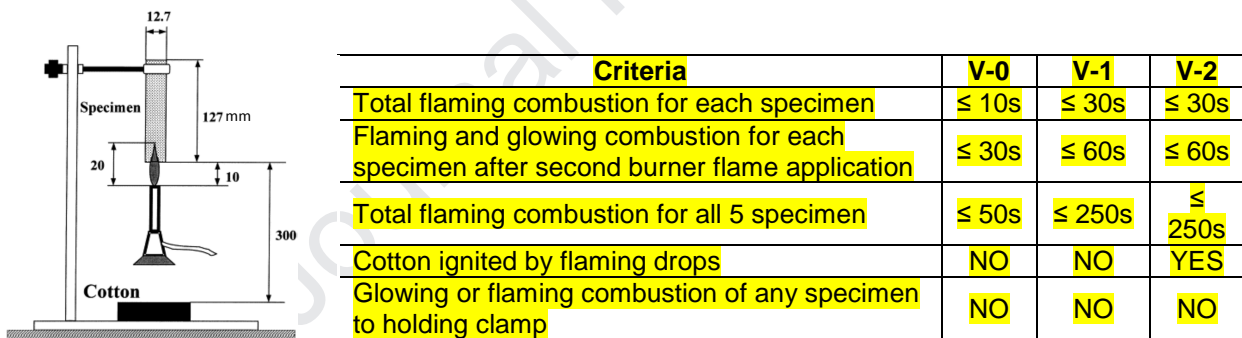 12.7
Specimen
127 mm
20
10
300
Cotton
Criteria V-0 V-1 V-2
Total flaming combustion for each specimen ≤ 10s ≤ 30s ≤ 30s
Flaming and glowing combustion for each
specimen after second burner flame application ≤ 30s ≤ 60s ≤ 60s
Total flaming combustion for all 5 specimen ≤ 50s ≤ 250s ≤
250s
Cotton ignited by flaming drops NO NO YES
Glowing or flaming combustion of any specimen
to holding clamp NO NO NO